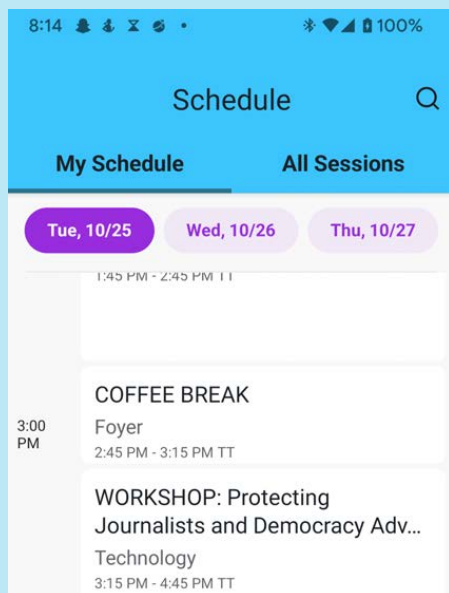 8:14 100%
Schedule
My Schedule All Sessions
Tue, 10/25 Wed, 10/26 Thu, 10/27
1:45 PM - 2:45 PM TT
COFFEE BREAK
3:00
PM
Foyer
2:45 PM - 3:15 PM TT
WORKSHOP: Protecting
Journalists and Democracy Adv...
Technology
3:15 PM - 4:45 PM TT